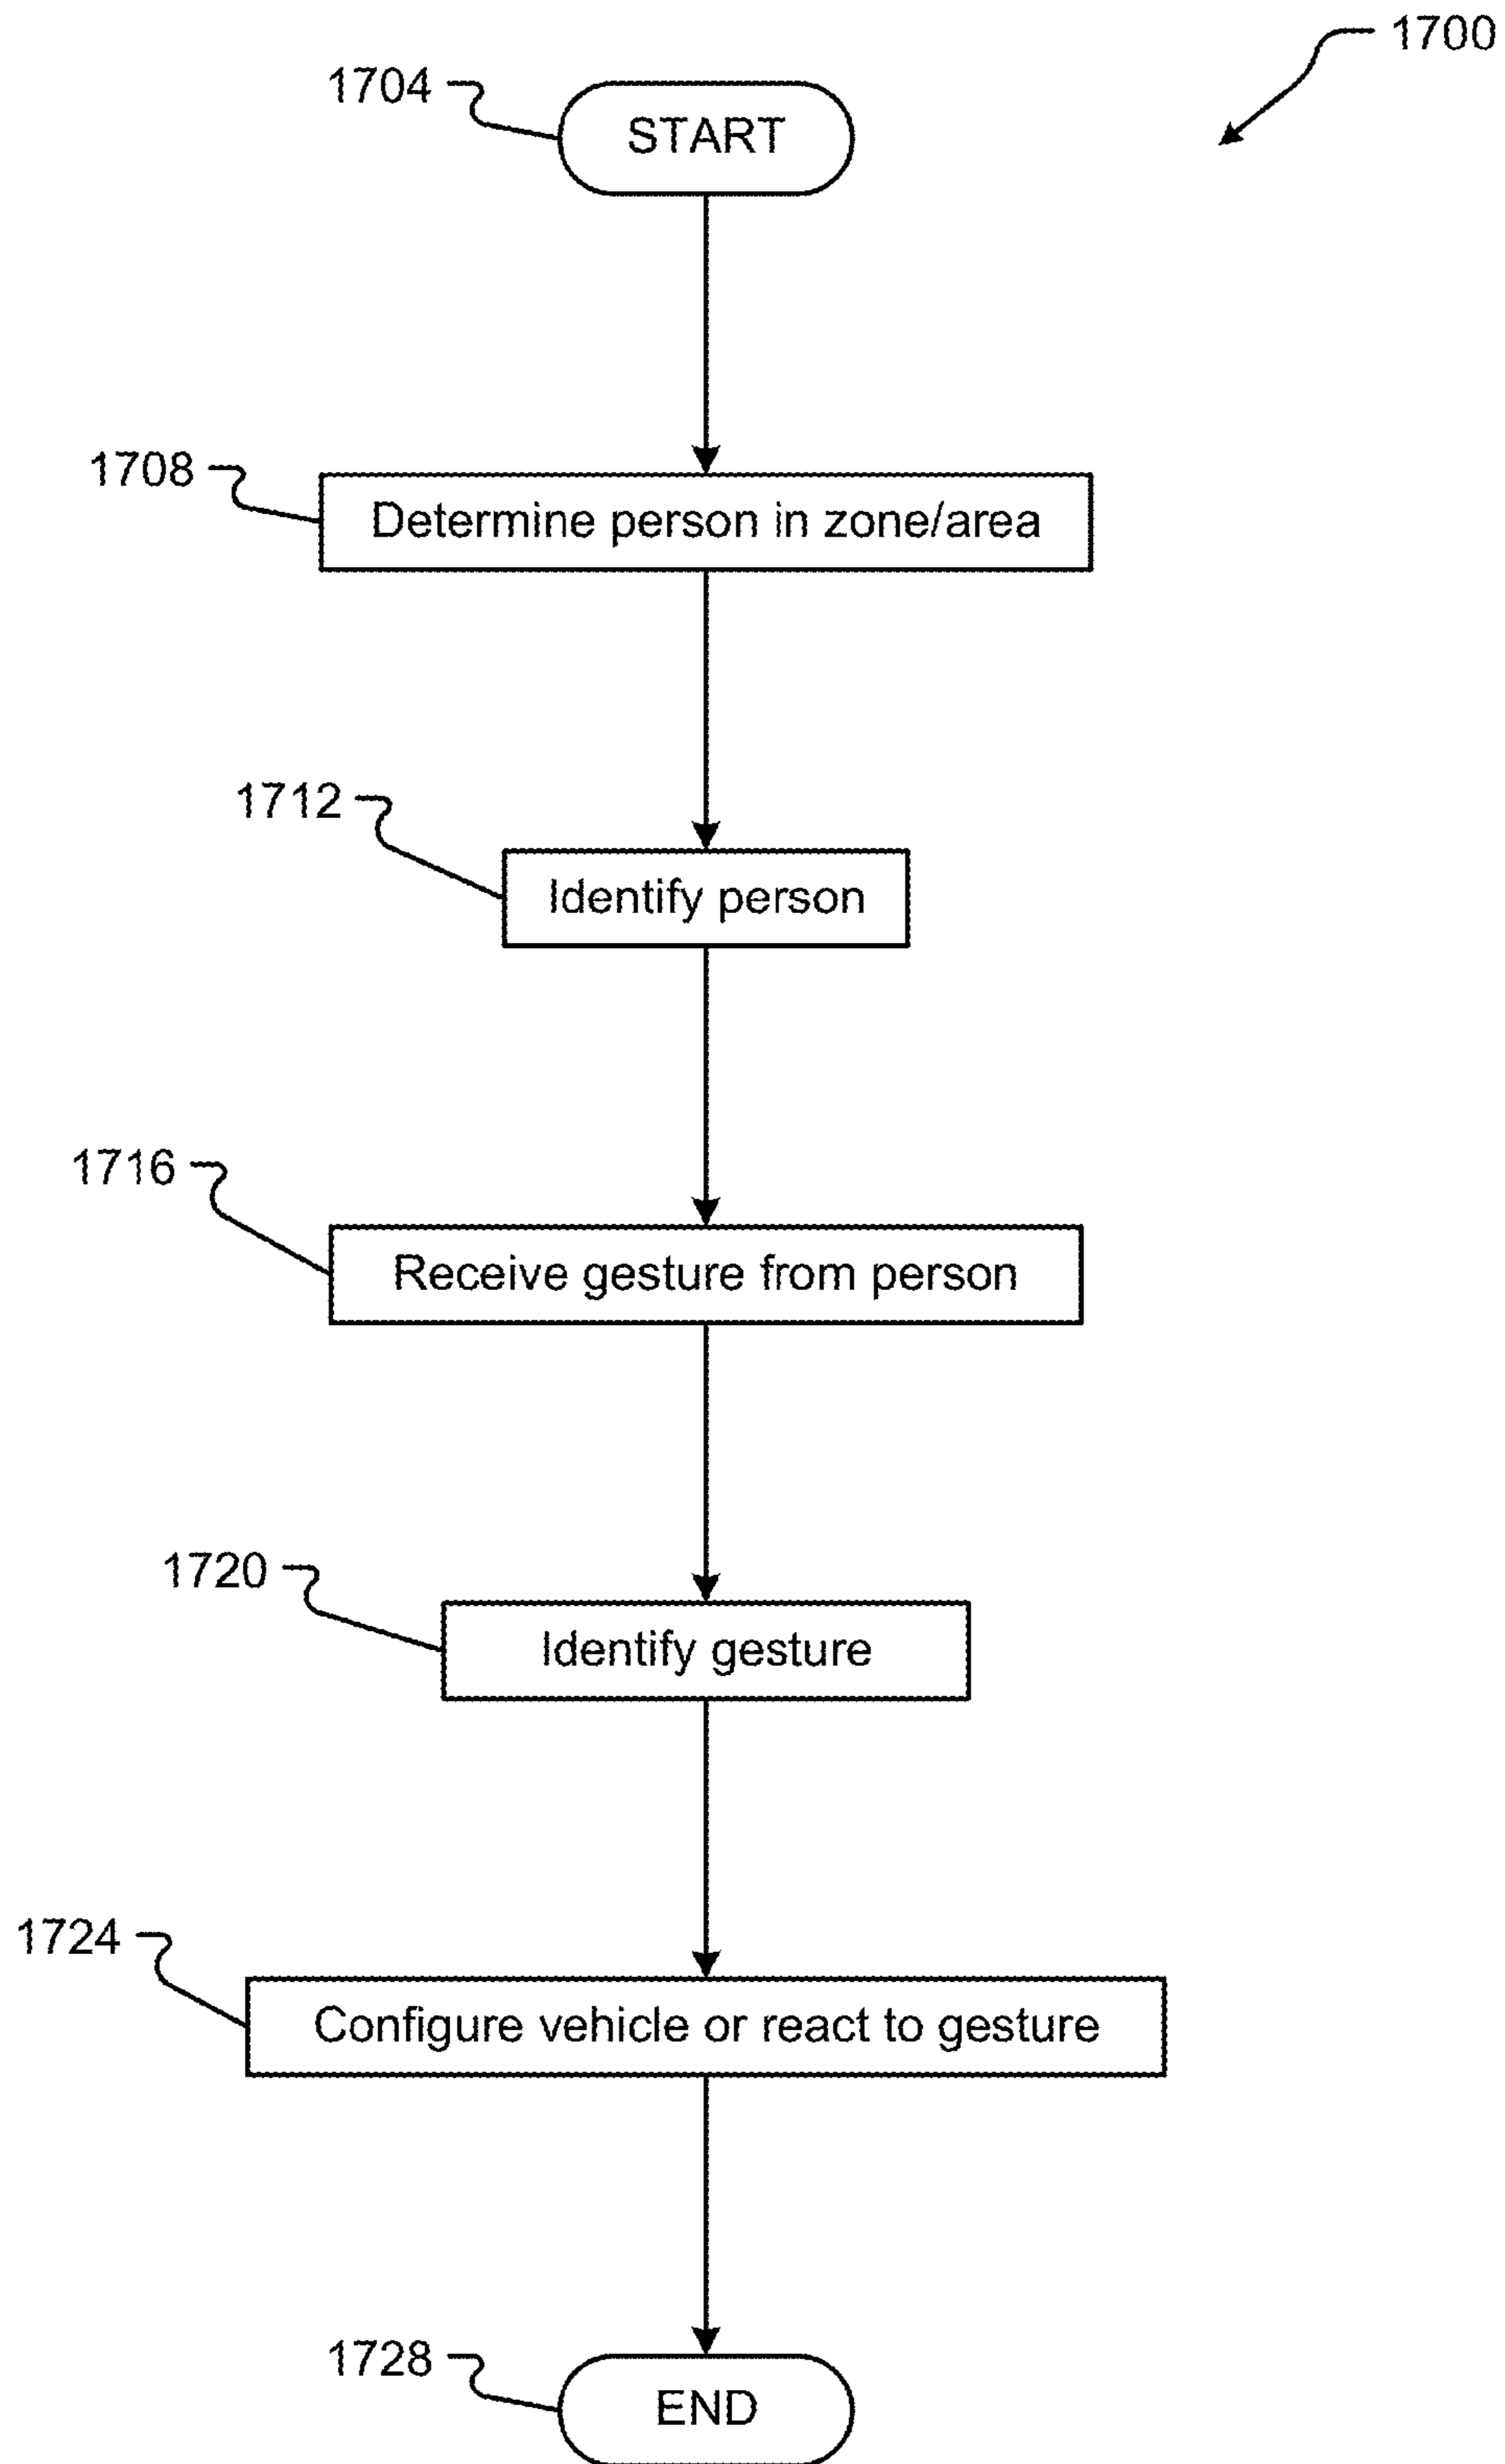 1700
1704
START
1708
Determine person in zone/area
1712
Identify person
1716
Receive gesture from person
1720
Identify gesture
1724
Configure vehicle or react to gesture
1728
END